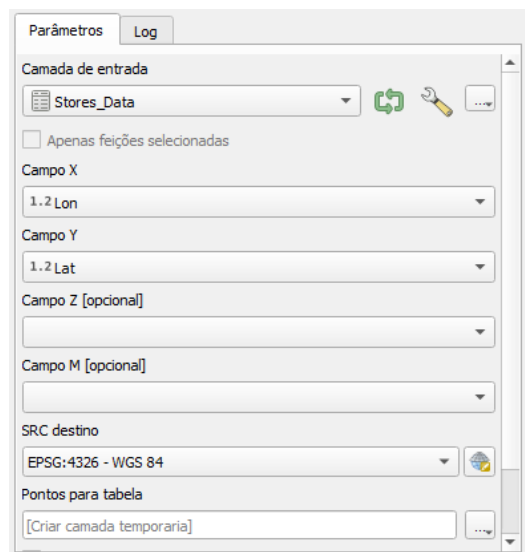 Parâmetros Log
Camada de entrada
Stores_Data
...
Apenas feições selecionadas
Campo X
1.2 Lon
Campo Y
1.2 Lat
Campo Z [opcional]
Campo M [opcional]
SRC destino
EPSG:4326 - WGS 84
Pontos para tabela
[Criar camada temporaria]
...